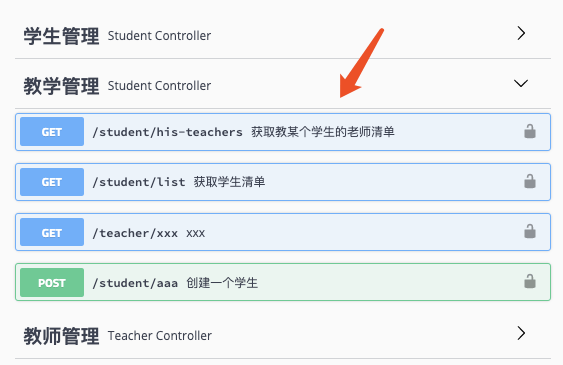 学生管理 Student Controller
教学管理 Student Controller
GET /student/his-teachers 获取教某个学生的老师清单
GET /student/list 获取学生清单
GET /teacher/xxx xxx
POST /student/aaa 创建一个学生
教师管理 Teacher Controller